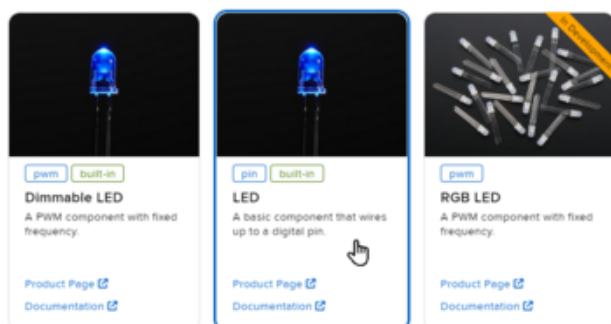 In Development
pwm built-in
Dimmable LED
A PWM component with fixed
frequency.
Product Page
Documentation
pin built-in
LED
A basic component that wires
up to a digital pin.
Product Page
Documentation
pwm
RGB LED
A PWM component with fixed
frequency.
Product Page
Documentation